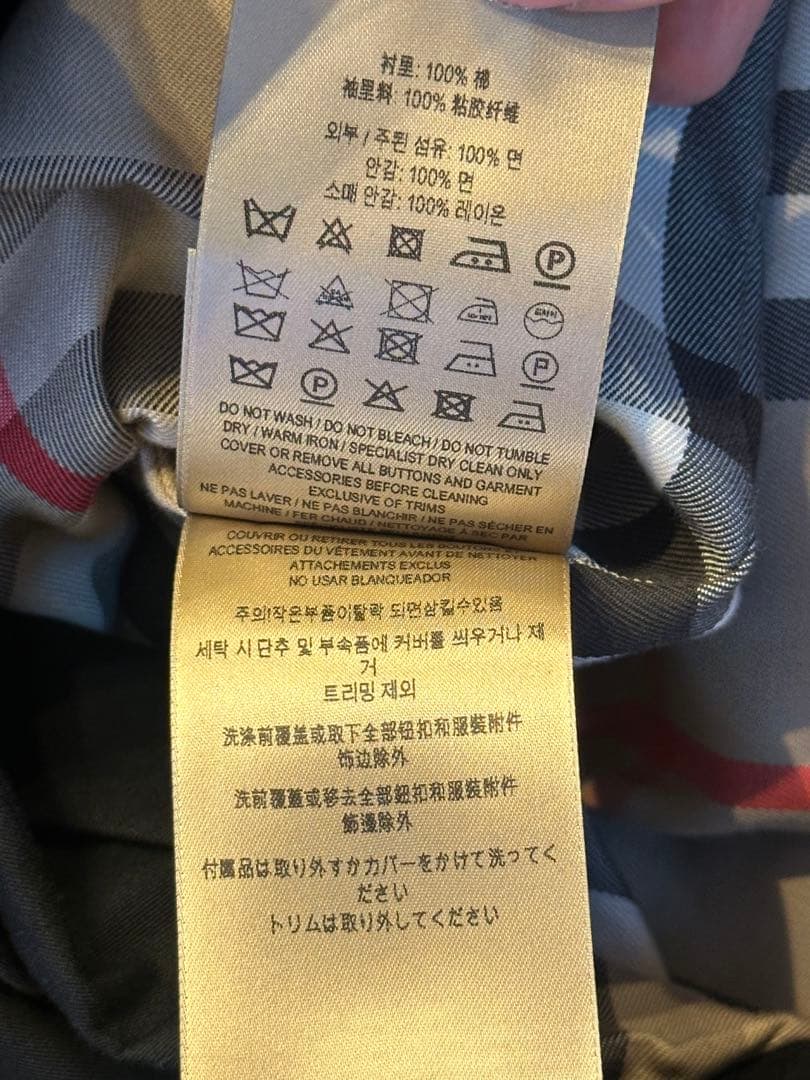 衬里: 100% 棉
袖里料: 100% 粘胶纤维
외부 / 주된 섬유: 100% 면
안감: 100% 면
소매 안감: 100% 레이온
P
P
P
DO NOT WASH / DO NOT BLEACH / DO NOT TUMBLE
DRY / WARM IRON / SPECIALIST DRY CLEAN ONLY
COVER OR REMOVE ALL BUTTONS AND GARMENT
ACCESSORIES BEFORE CLEANING
EXCLUSIVE OF TRIMS
NE PAS LAVER / NE PAS BLANCHIR / NE PAS SÉCHER EN
MACHINE / FER CHAUD / NETTOYAGE À SEC PAR
COUVRIR OU RETIRER TOUS LES
ACCESSOIRES DU VÊTEMENT AVANT DE NETTOYER
ATTACHEMENTS EXCLUS
NO USAR BLANQUEADOR
주의!작은부품이탈락 되면삼킬수있음
세탁 시 단추 및 부속품에 커버를 씌우거나 제
거
트리밍 제외
洗涤前覆盖或取下全部钮扣和服装附件
饰边除外
洗前覆蓋或移去全部鈕扣和服裝附件
飾邊除外
付属品は取り外すかカバーをかけて洗ってく
ださい
トリムは取り外してください